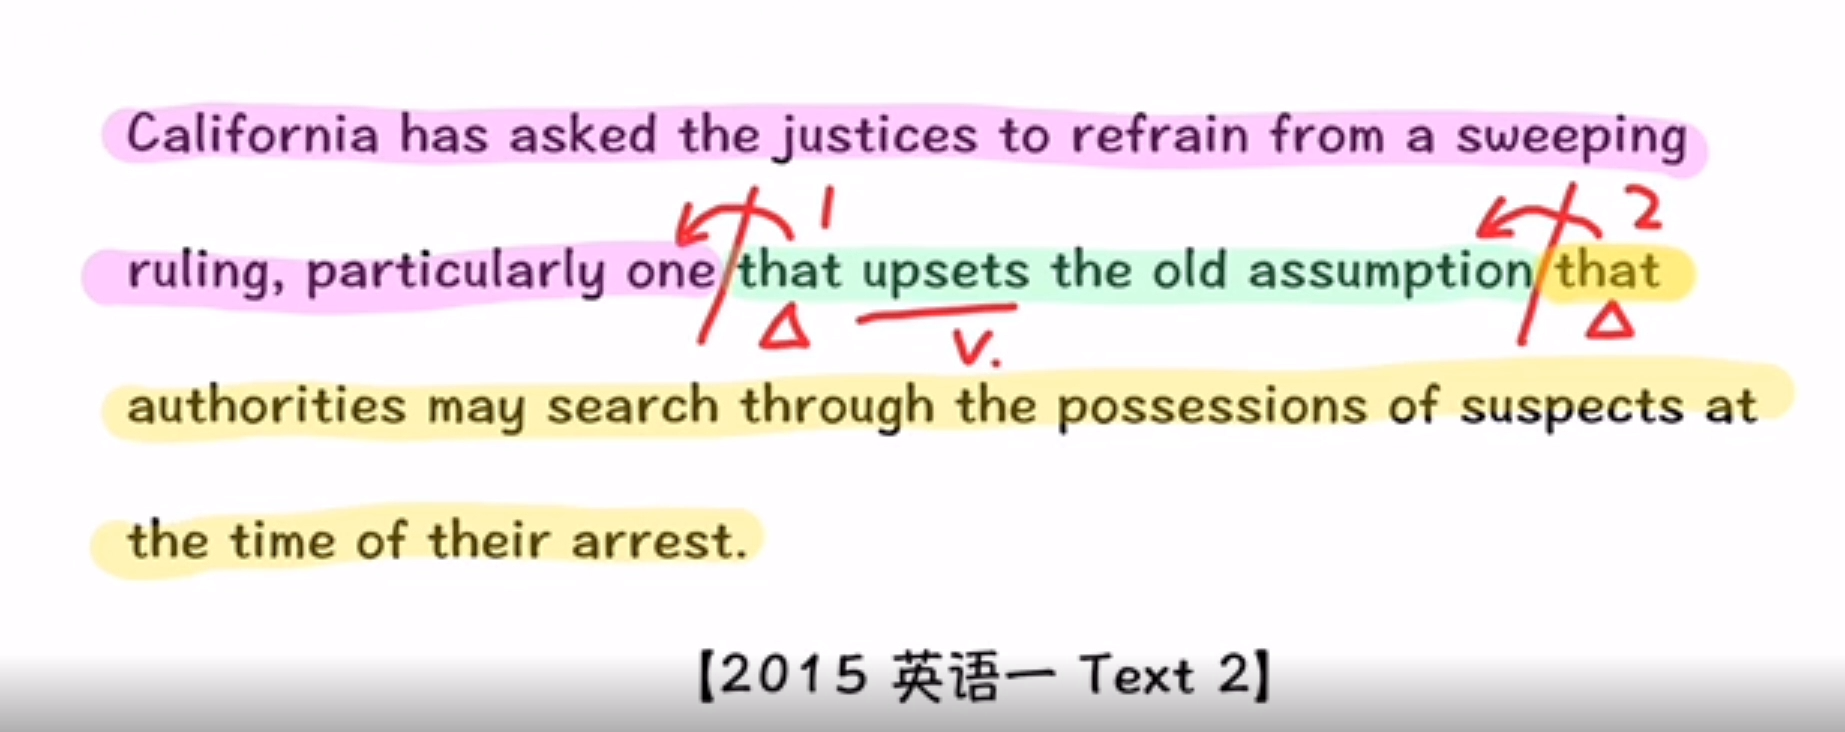 California has asked the justices to refrain from a sweeping
1 2
ruling, particularly one that upsets the old assumption that
Δ V. Δ
authorities may search through the possessions of suspects at
the time of their arrest.
【2015 英语一 Text 2】